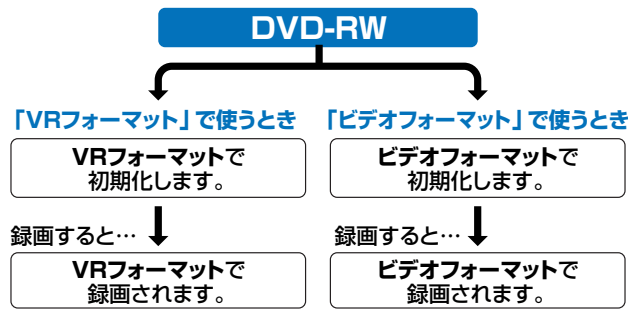 DVD-RW
「VRフォーマット」で使うとき
VRフォーマットで
初期化します。
録画すると…
VRフォーマットで
録画されます。
「ビデオフォーマット」で使うとき
ビデオフォーマットで
初期化します。
録画すると…
ビデオフォーマットで
録画されます。